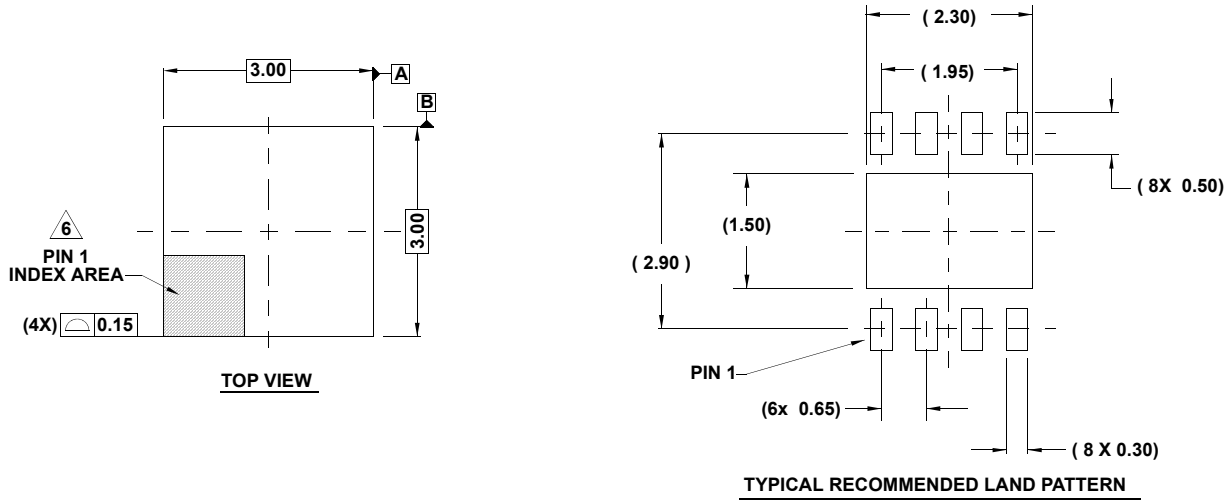 3.00
A
B
3.00
6
PIN 1
INDEX AREA
(4X) 0.15
TOP VIEW
( 2.30)
( 1.95)
( 8X 0.50)
(1.50)
( 2.90 )
PIN 1
(6x 0.65)
( 8 X 0.30)
TYPICAL RECOMMENDED LAND PATTERN